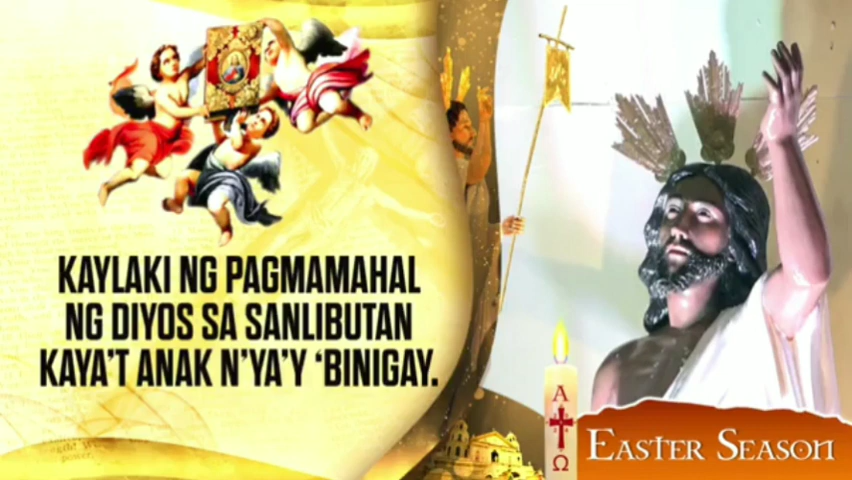 KAYLAKI NG PAGMAMAHAL
NG DIYOS SA SANLIBUTAN
KAYA'T ANAK N'YA'Y 'BINIGAY.
Α
Ω
EASTER SEASON